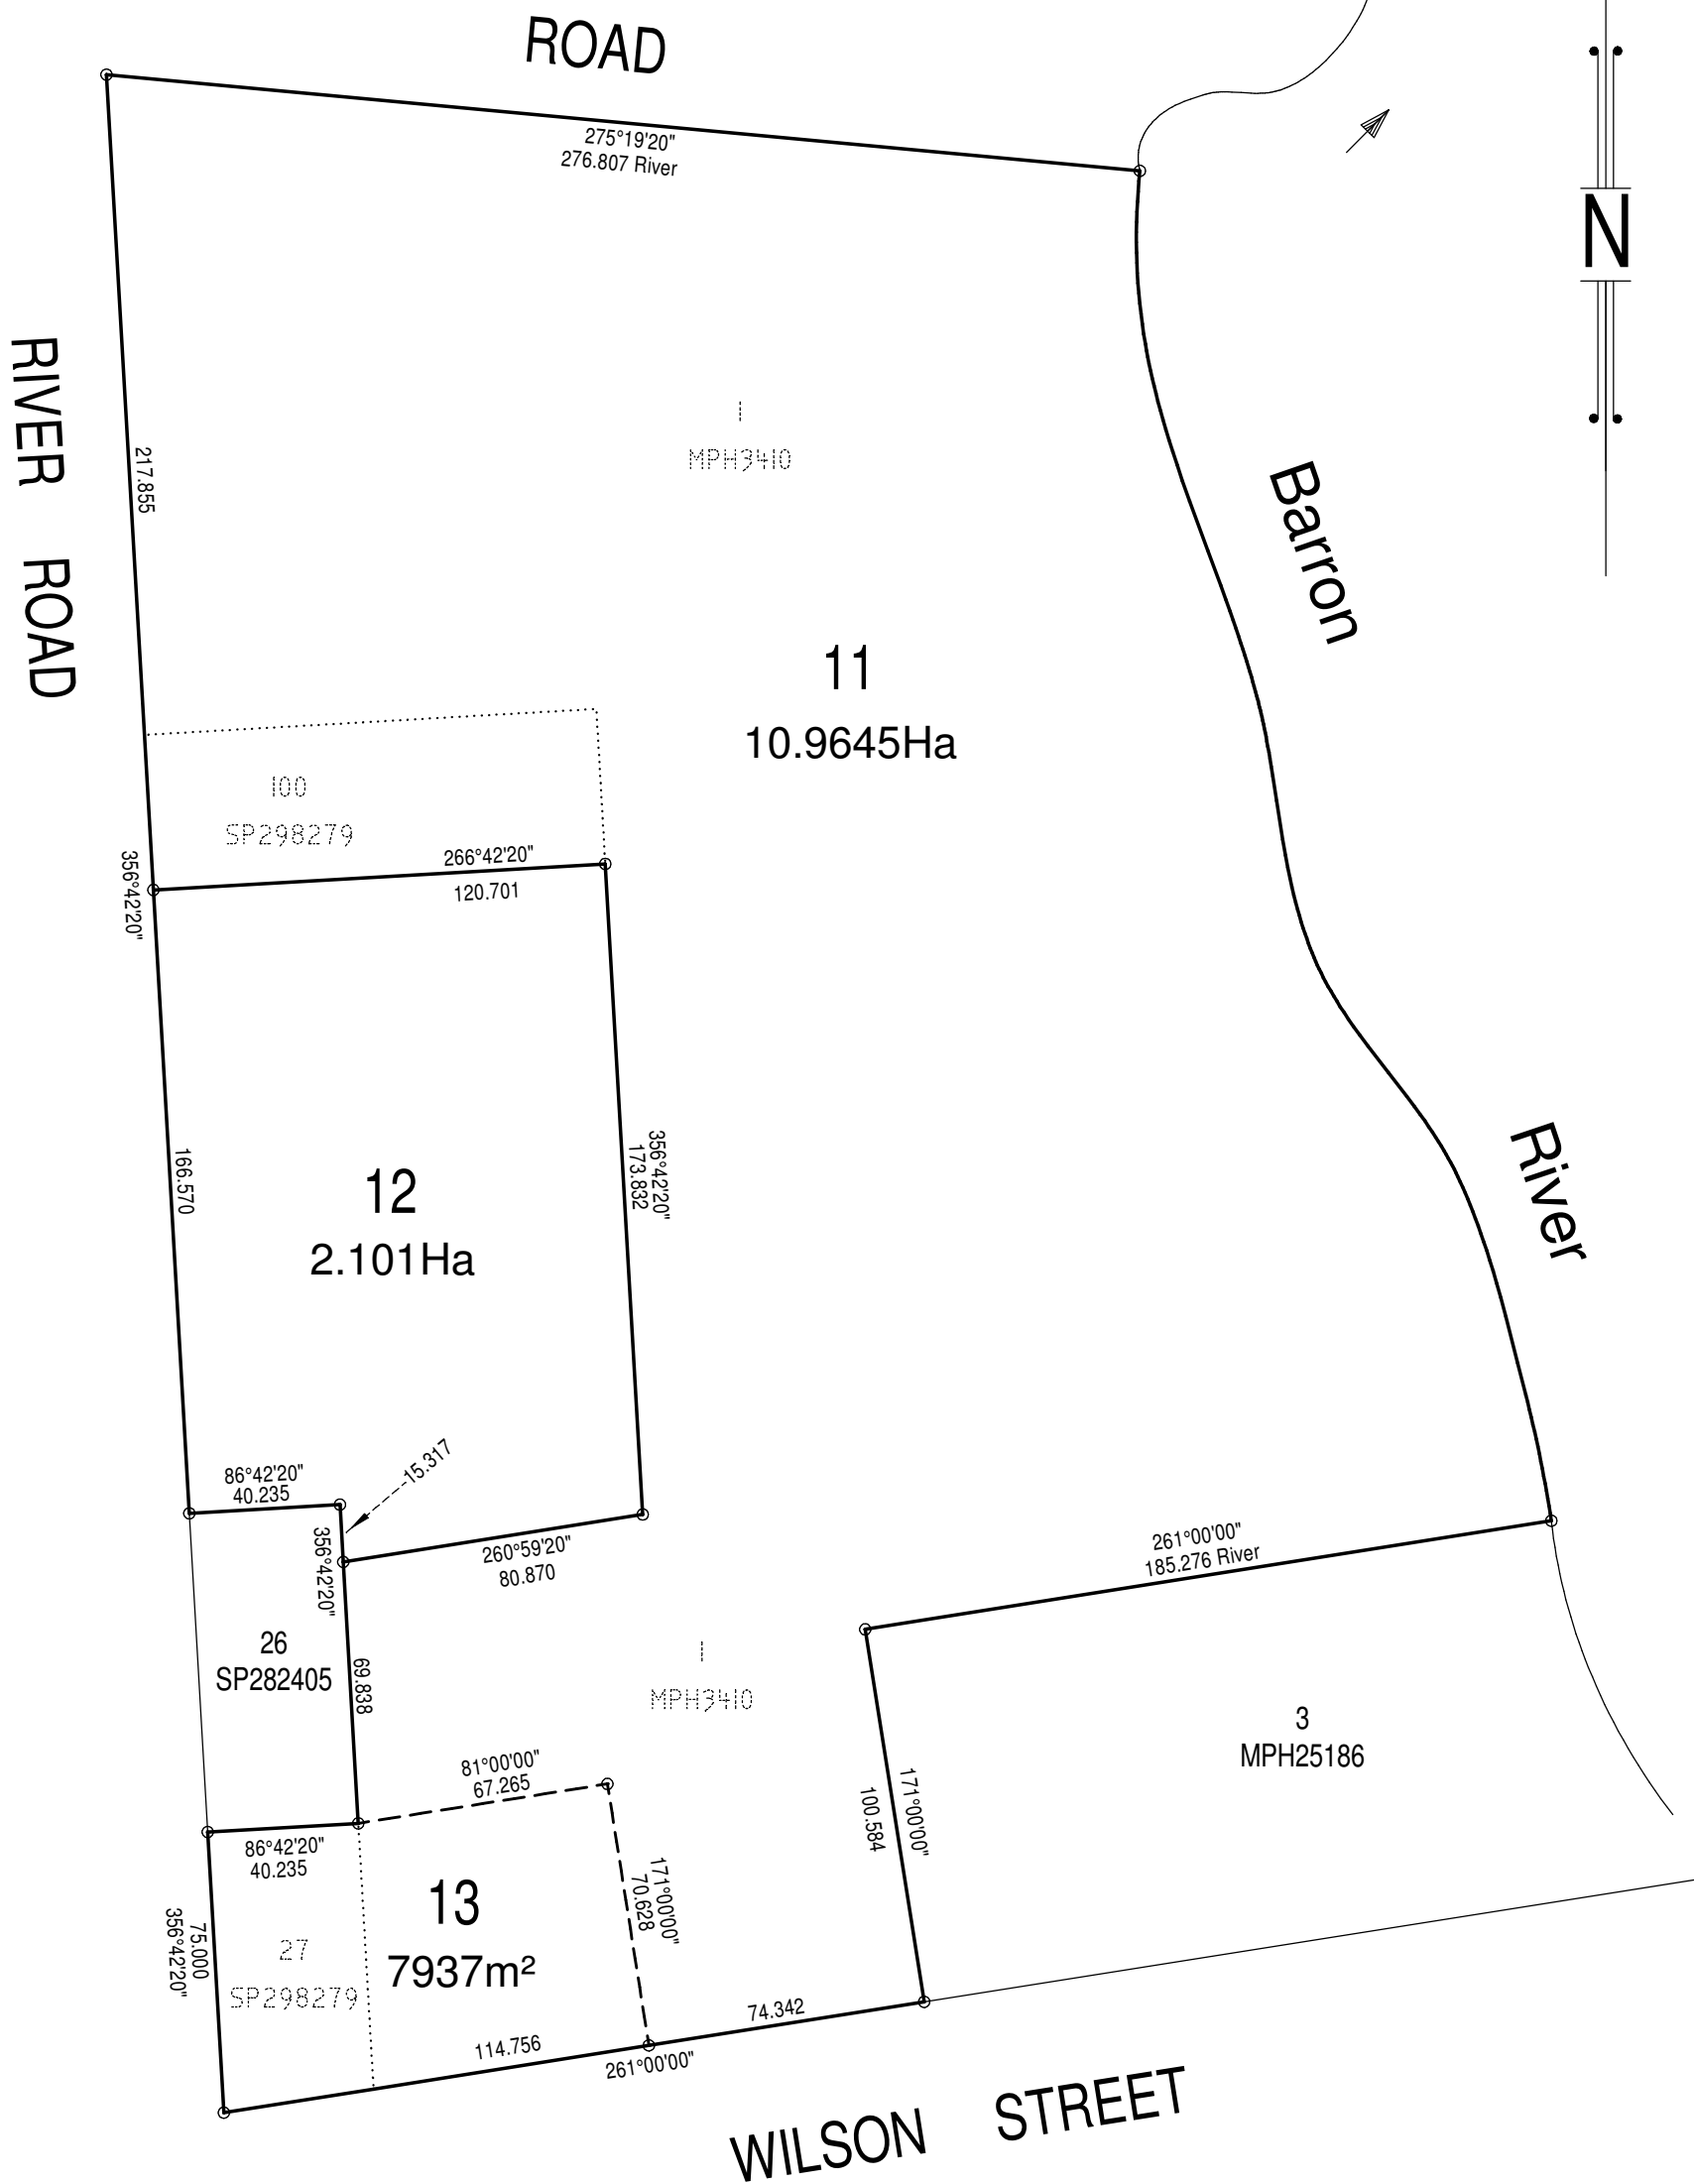 ROAD
275°19'20"
276.807 River
N
RIVER ROAD
217.855
1
MPH3410
Barron
11
10.9645Ha
100
SP298279
356°42'20"
266°42'20"
120.701
166.570
12
2.101Ha
356°42'20"
173.832
River
86°42'20"
40.235
15.317
356°42'20"
260°59'20"
80.870
261°00'00"
185.276 River
26
SP282405
69.838
1
MPH3410
3
MPH25186
81°00'00"
67.265
171°00'00"
100.584
86°42'20"
40.235
13
7937m²
171°00'00"
70.628
75.000
356°42'20"
27
SP298279
114.756
74.342
261°00'00"
WILSON STREET